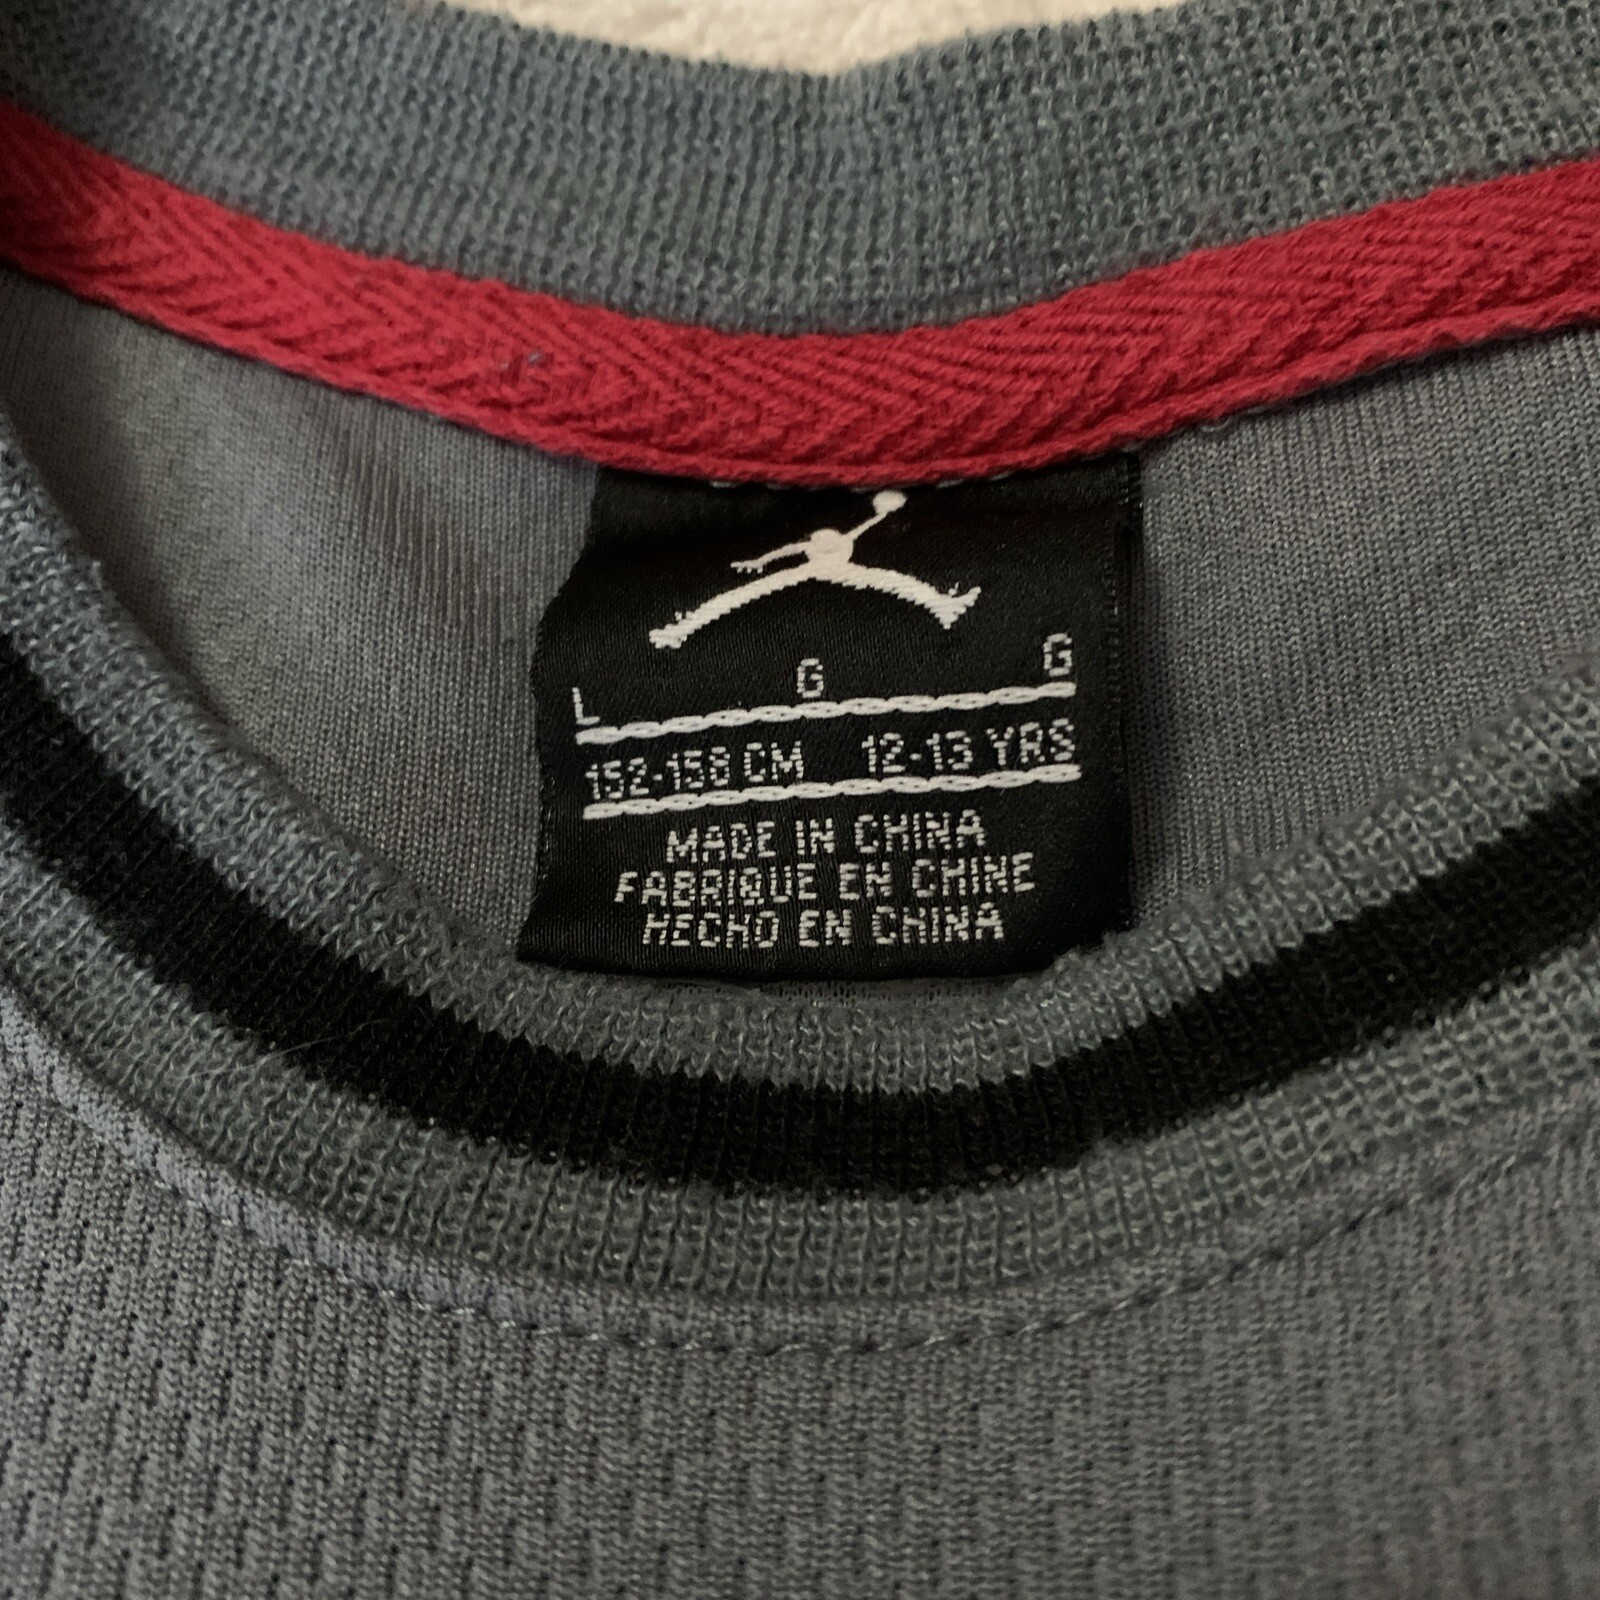 L G G
152-158 CM 12-13 YRS
MADE IN CHINA
FABRIQUE EN CHINE
HECHO EN CHINA